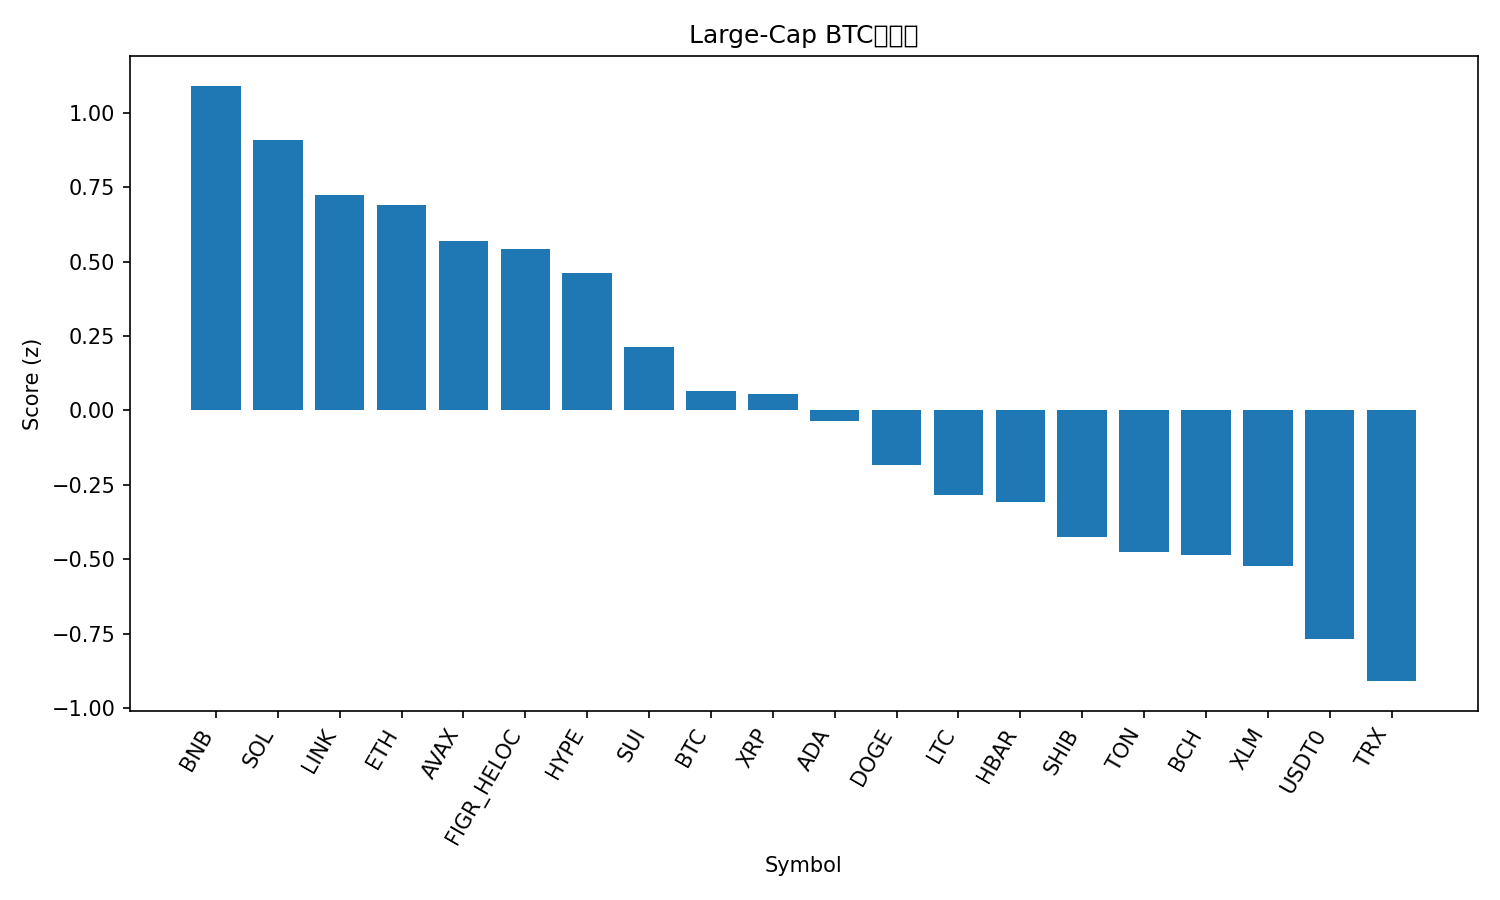 Large-Cap BTC
Score (z)
1.00
0.75
0.50
0.25
0.00
−0.25
−0.50
−0.75
−1.00
BNB
SOL
LINK
ETH
AVAX
FIGR_HELOC
HYPE
SUI
BTC
XRP
ADA
DOGE
LTC
HBAR
SHIB
TON
BCH
XLM
USDT0
TRX
Symbol